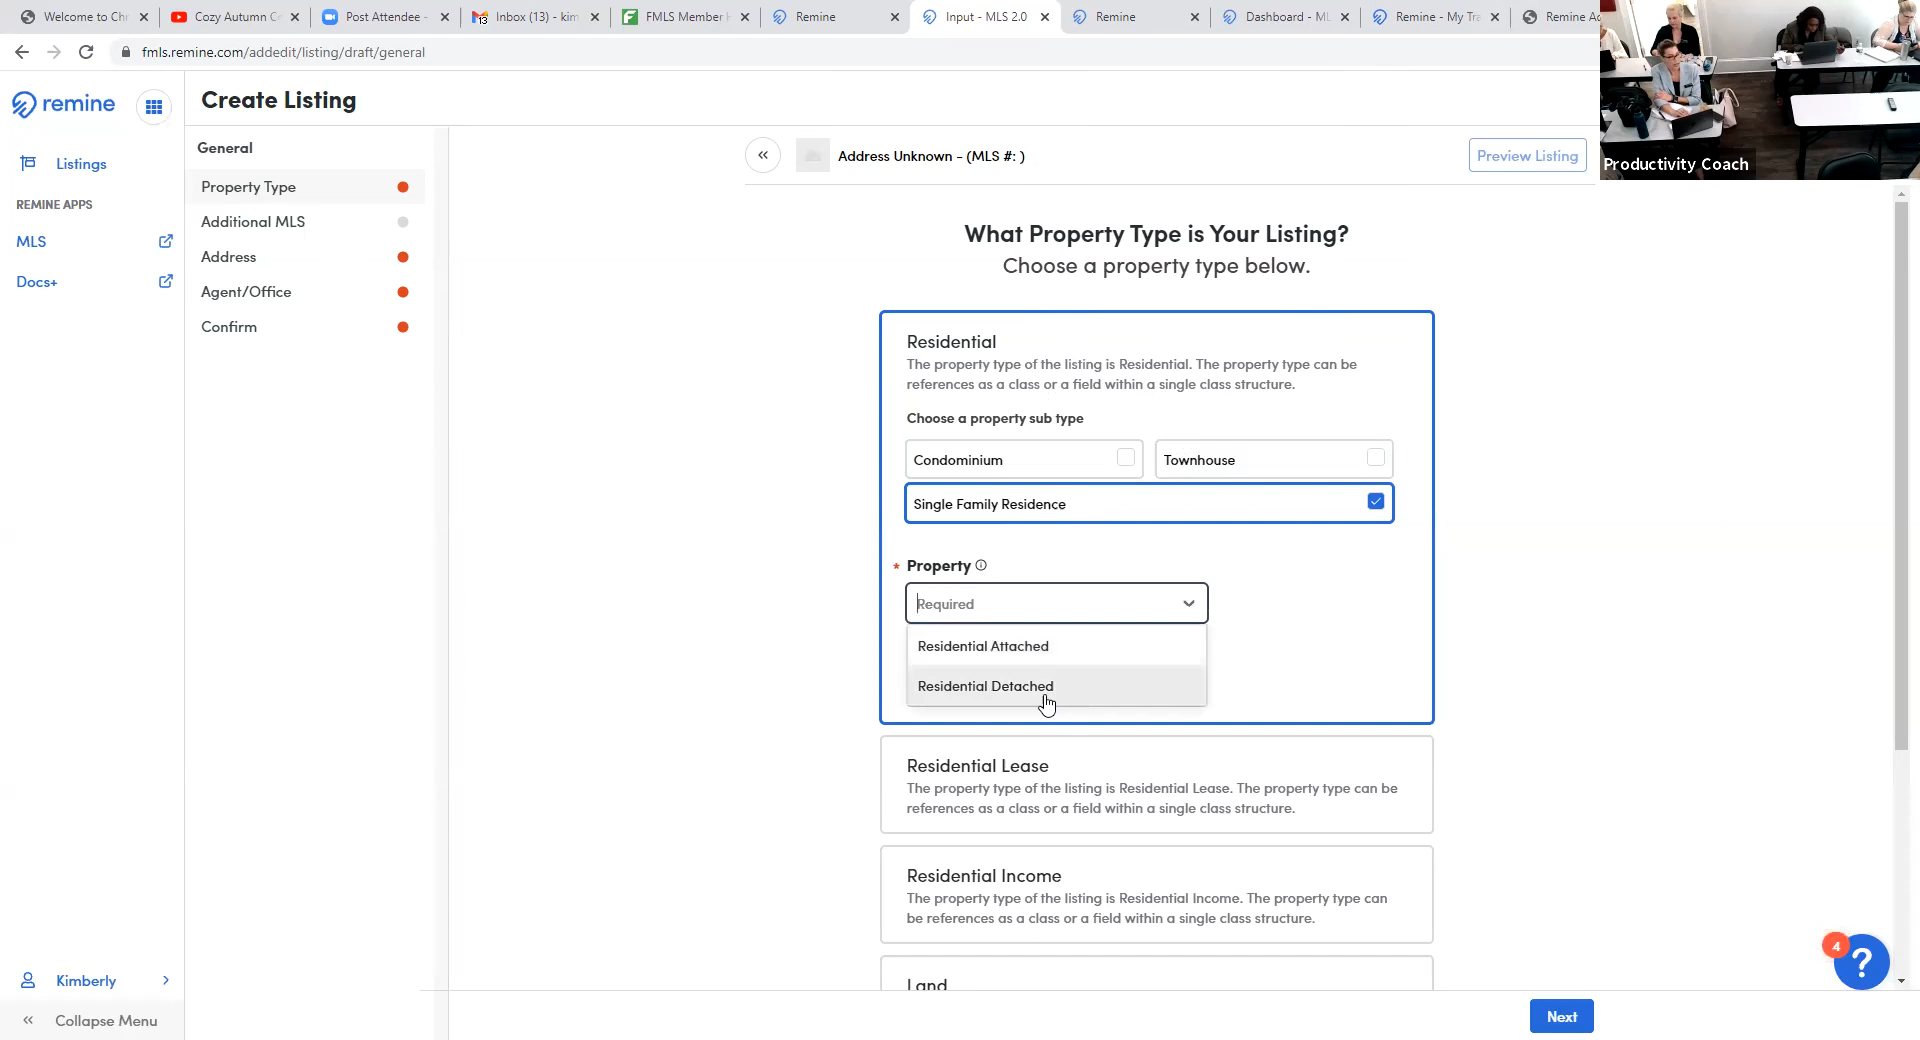 Welcome to Chr
Cozy Autumn C
Post Attendee -
Inbox (13) - kim
FMLS Member H
Remine
Input - MLS 2.0
Remine
Dashboard - ML
Remine - My Tra
Remine Ac
fmls.remine.com/addedit/listing/draft/general
remine
Create Listing
Listings
REMINE APPS
MLS
Docs+
General
Property Type
Additional MLS
Address
Agent/Office
Confirm
Address Unknown - (MLS #: )
Preview Listing
Productivity Coach
What Property Type is Your Listing?
Choose a property type below.
Residential
The property type of the listing is Residential. The property type can be
references as a class or a field within a single class structure.
Choose a property sub type
Condominium
Townhouse
Single Family Residence
* Property
Required
Residential Attached
Residential Detached
Residential Lease
The property type of the listing is Residential Lease. The property type can be
references as a class or a field within a single class structure.
Residential Income
The property type of the listing is Residential Income. The property type can
be references as a class or a field within a single class structure.
Land
4
?
Kimberly
Collapse Menu
Next